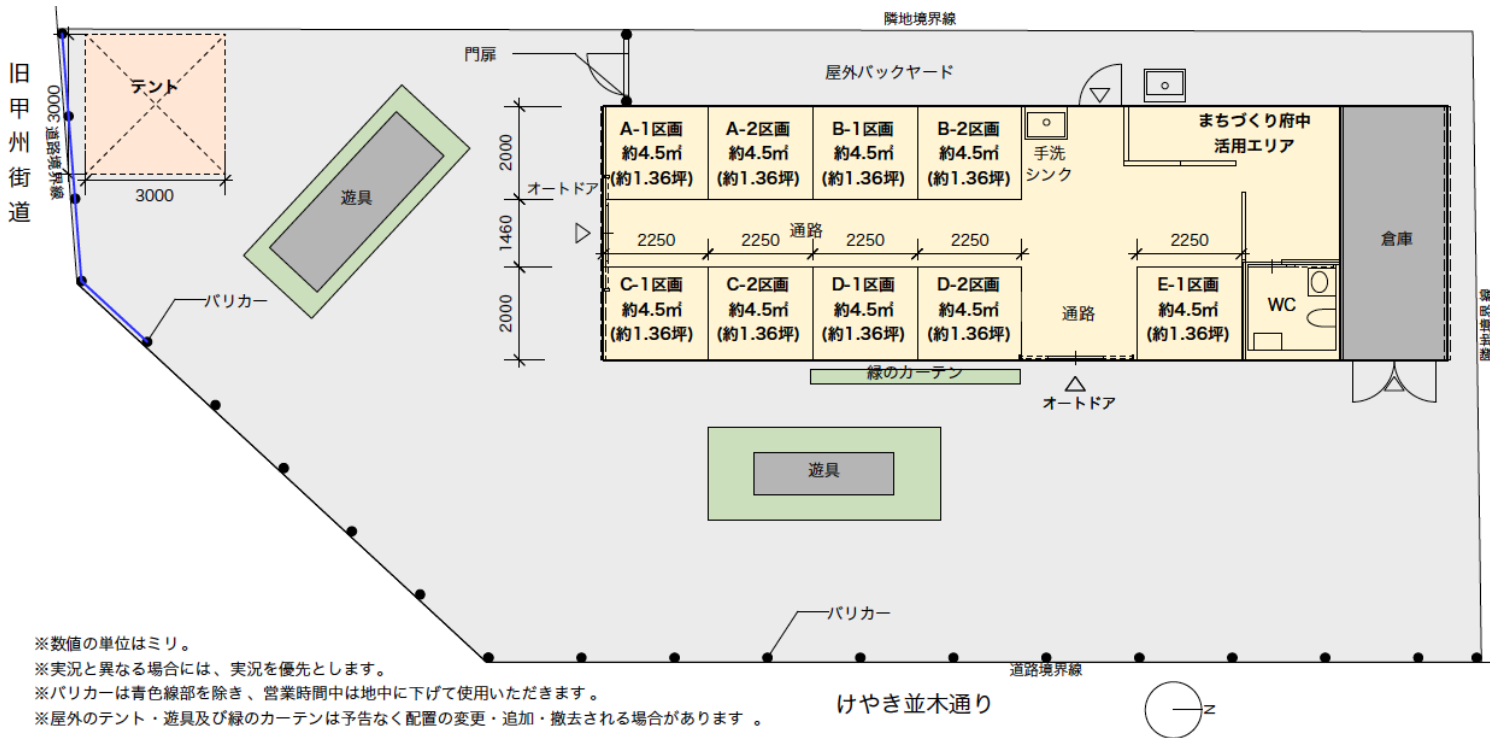 隣地境界線
旧甲州街道
テント
3000
道路境界線
3000
門扉
屋外バックヤード
遊具
オートドア
2000
1460
2000
A-1区画
約4.5㎡
(約1.36坪)
A-2区画
約4.5㎡
(約1.36坪)
B-1区画
約4.5㎡
(約1.36坪)
B-2区画
約4.5㎡
(約1.36坪)
手洗
シンク
まちづくり府中
活用エリア
通路
2250
2250
2250
2250
2250
倉庫
C-1区画
約4.5㎡
(約1.36坪)
C-2区画
約4.5㎡
(約1.36坪)
D-1区画
約4.5㎡
(約1.36坪)
D-2区画
約4.5㎡
(約1.36坪)
通路
E-1区画
約4.5㎡
(約1.36坪)
WC
隣地境界線
バリカー
緑のカーテン
オートドア
遊具
バリカー
道路境界線
※数値の単位はミリ。
※実況と異なる場合には、実況を優先とします。
※バリカーは青色線部を除き、営業時間中は地中に下げて使用いただきます。
※屋外のテント・遊具及び緑のカーテンは予告なく配置の変更・追加・撤去される場合があります 。
けやき並木通り
N